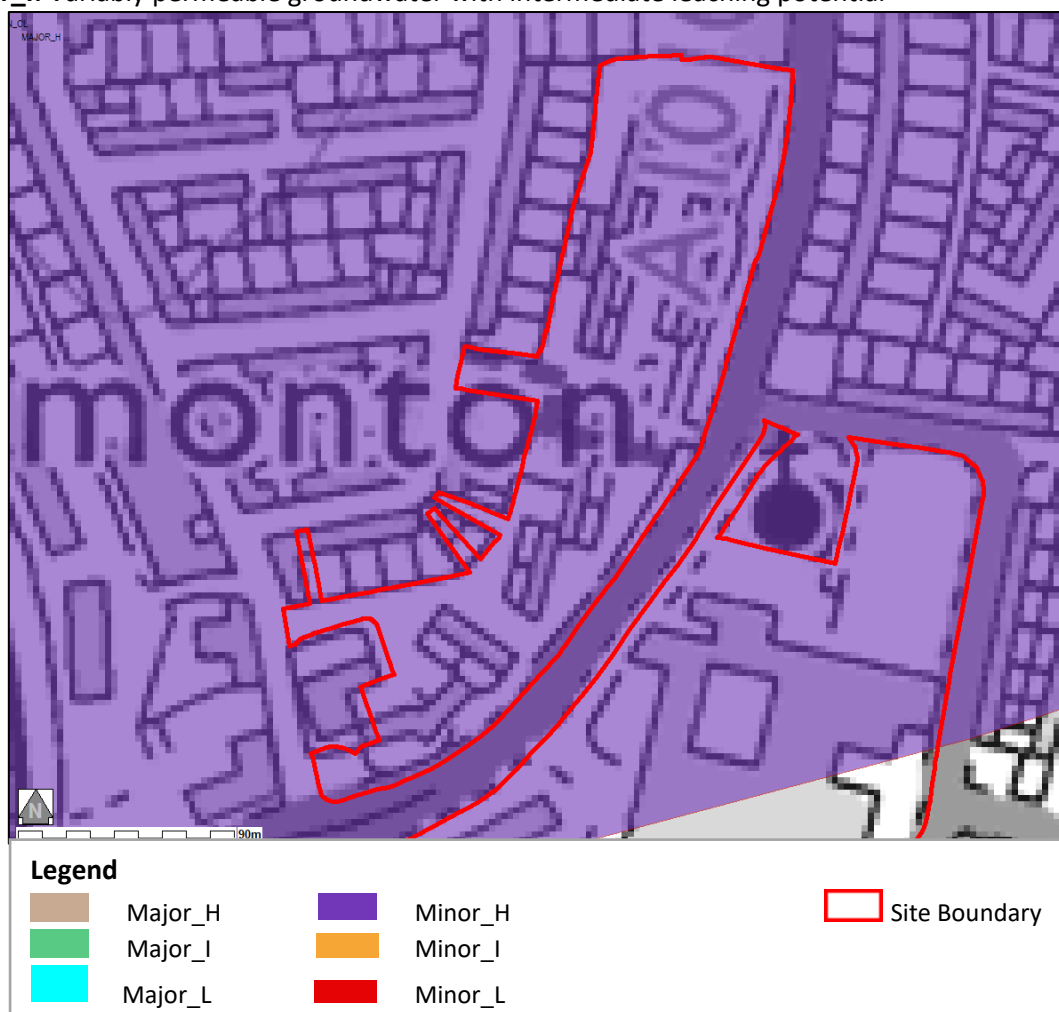 Variably permeable groundwater with intermediate leaching potential
MAJOR_H
monton
N
90m
Legend
Major_H Minor_H
Major_I Minor_I
Major_L Minor_L
Site Boundary